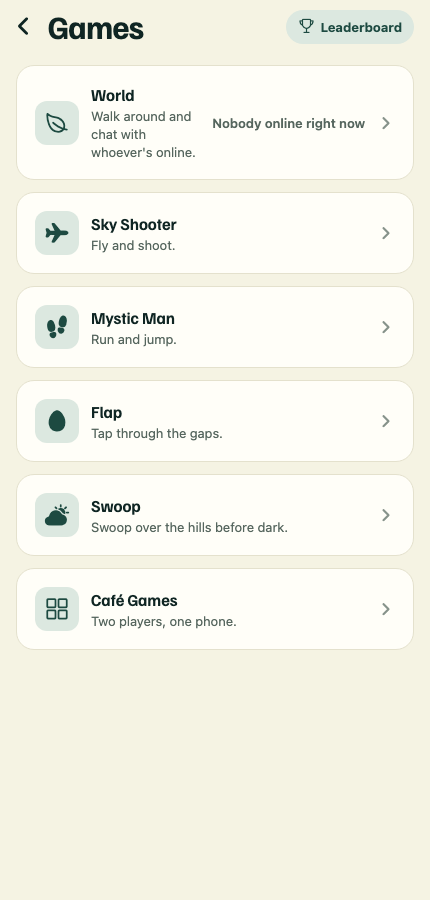 Games
Leaderboard
World
Walk around and
chat with
whoever's online.
Nobody online right now
Sky Shooter
Fly and shoot.
Mystic Man
Run and jump.
Flap
Tap through the gaps.
Swoop
Swoop over the hills before dark.
Café Games
Two players, one phone.